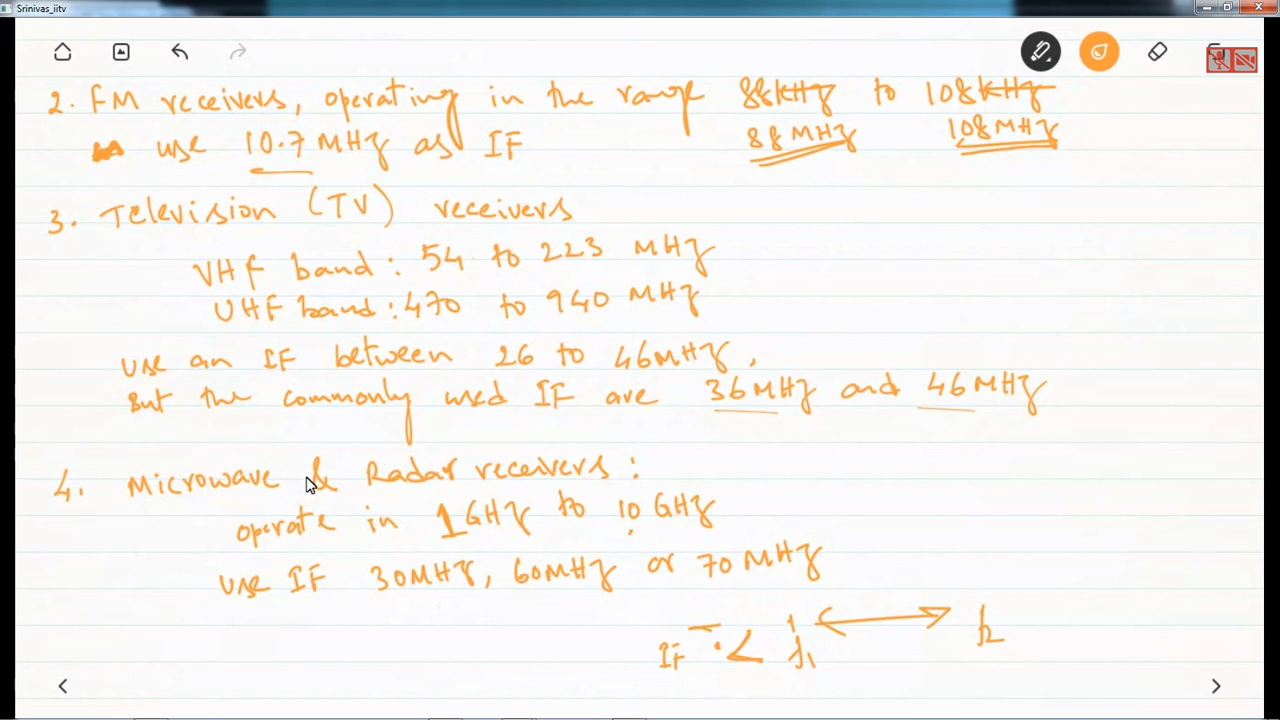 Srinivas_iitv
2. FM receivers, operating in the range 88kHz to 108kHz
88MHz 108MHz
use 10.7 MHz as IF
3. Television (TV) receivers
VHF band: 54 to 223 MHz
UHF band: 470 to 940 MHz
use an IF between 26 to 46MHz,
But the commonly used IF are 36MHz and 46MHz
4. Microwave & Radar receivers:
operate in 1GHz to 10GHz
use IF 30MHz, 60MHz or 70MHz
IF < f1 f2